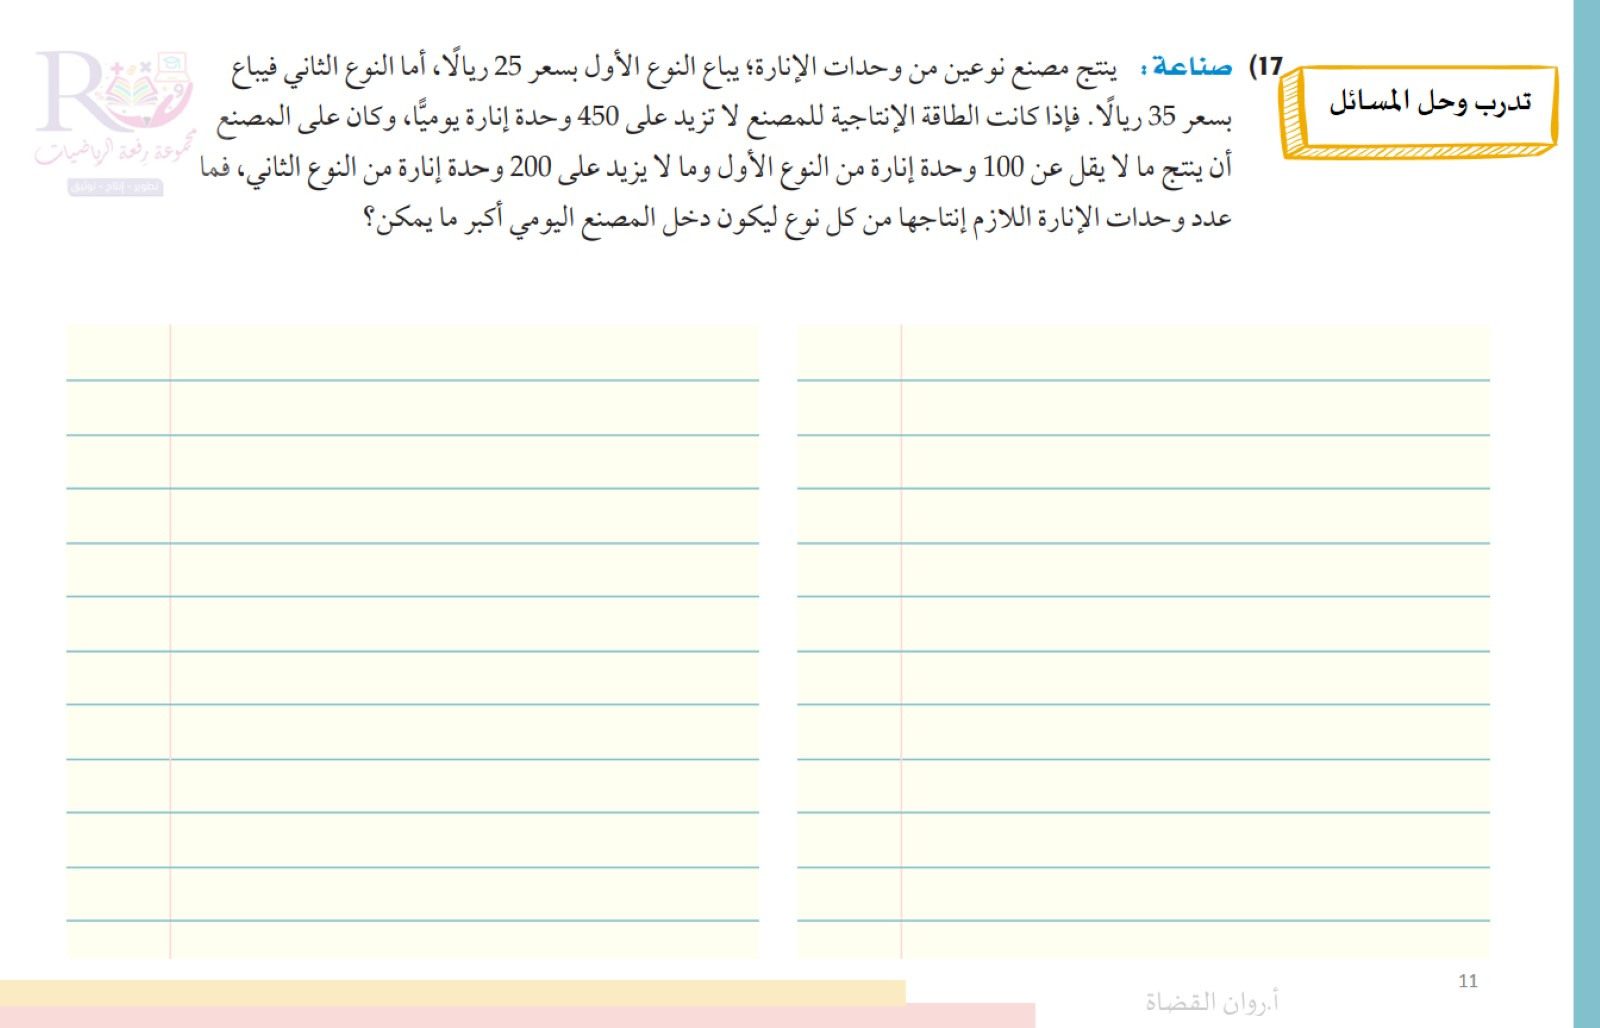 R
مجموعة رفعة الرياضيات
تطوير - إنتاج - توثيق
تدرب وحل المسائل
17) صناعة : ينتج مصنع نوعين من وحدات الإنارة؛ يباع النوع الأول بسعر 25 ريالًا، أما النوع الثاني فيباع
بسعر 35 ريالًا. فإذا كانت الطاقة الإنتاجية للمصنع لا تزيد على 450 وحدة إنارة يوميًّا، وكان على المصنع
أن ينتج ما لا يقل عن 100 وحدة إنارة من النوع الأول وما لا يزيد على 200 وحدة إنارة من النوع الثاني، فما
عدد وحدات الإنارة اللازم إنتاجها من كل نوع ليكون دخل المصنع اليومي أكبر ما يمكن؟
11
أ.روان القضاة